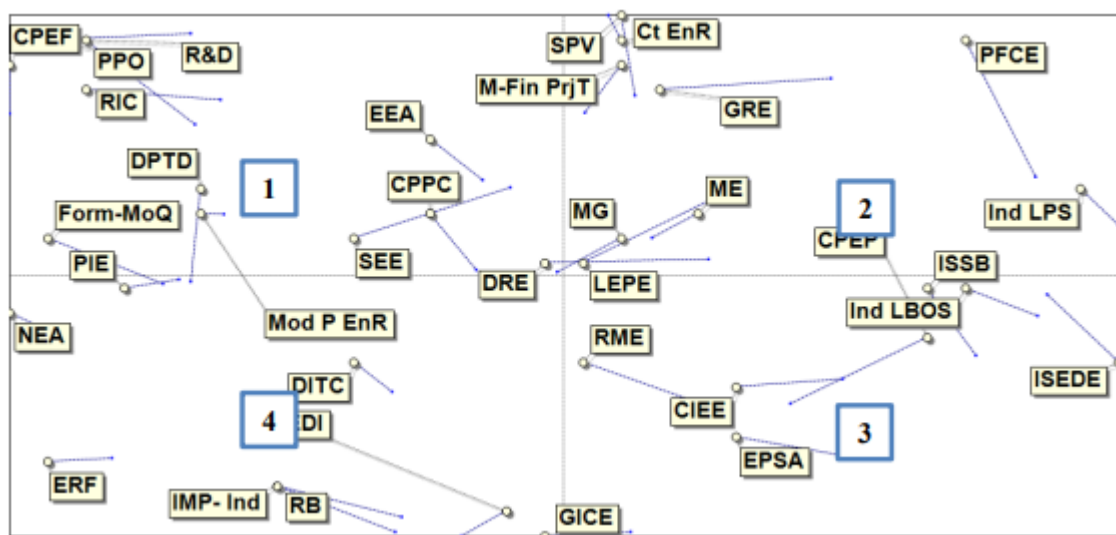 CPEF
PPO
R&D
RIC
SPV
Ct EnR
M-Fin PrjT
GRE
PFCE
EEA
DPTD
1
CPPC
Form-MoQ
MG
ME
2
Ind LPS
CPEP
PIE
SEE
DRE
LEPE
ISSB
NEA
Mod P EnR
Ind LBOS
RME
DITC
ISEDE
4
EDI
CIEE
3
ERF
EPSA
IMP- Ind
RB
GICE